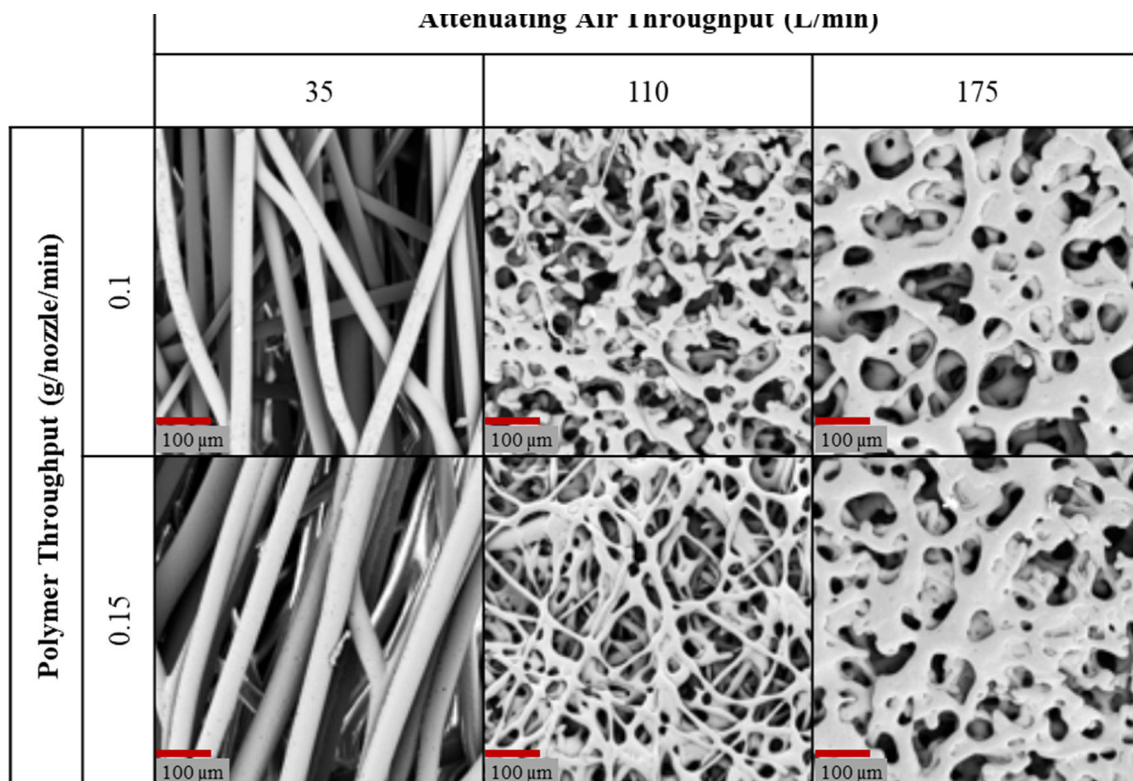 Attenuating Air Throughput (L/min)
35 110 175
Polymer Throughput (g/nozzle/min)
0.1
100 µm 100 µm 100 µm
0.15
100 µm 100 µm 100 µm